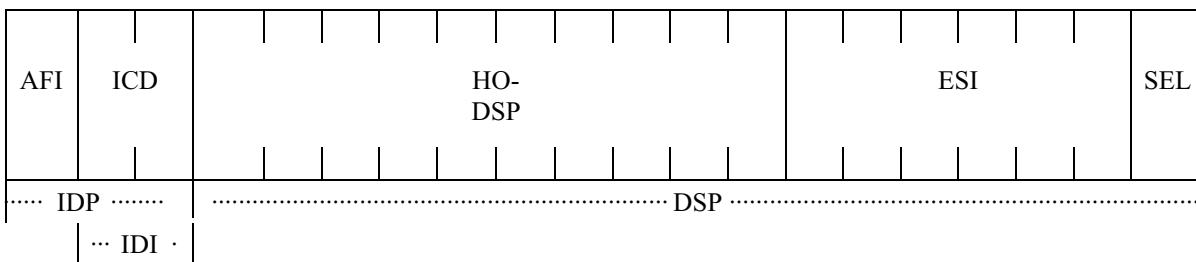 AFI ICD HO- ESI SEL
DSP
IDP DSP
IDI